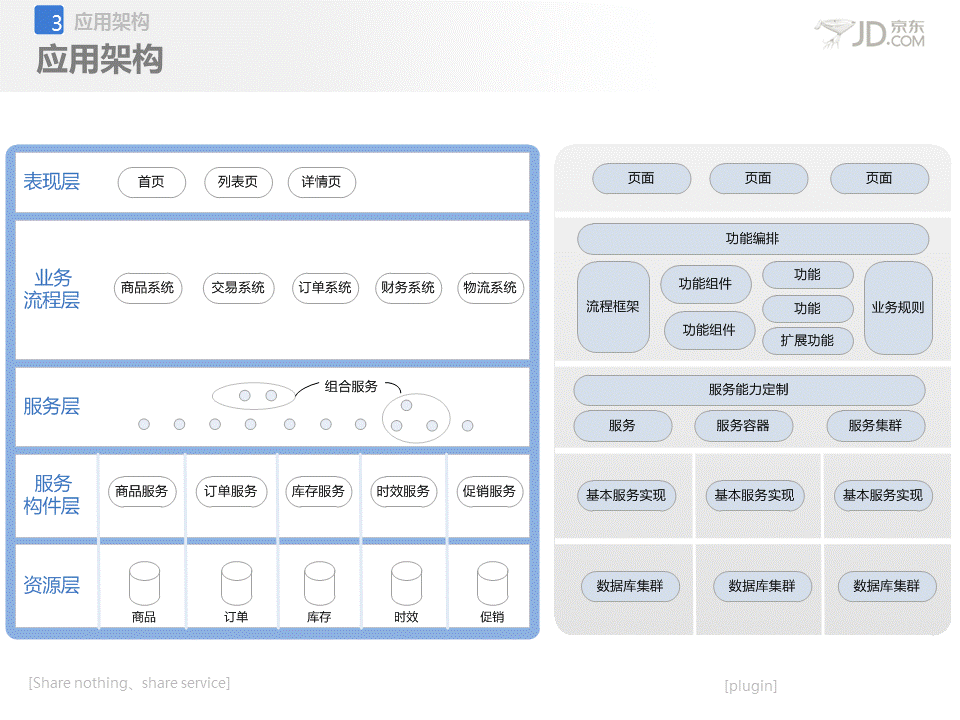 3 应用架构
应用架构
京东
JD.COM
表现层
首页 列表页 详情页
业务
流程层
商品系统 交易系统 订单系统 财务系统 物流系统
服务层
组合服务
服务
构件层
商品服务 订单服务 库存服务 时效服务 促销服务
资源层
商品 订单 库存 时效 促销
页面 页面 页面
功能编排
流程框架
功能组件
功能组件
功能
功能
扩展功能
业务规则
服务能力定制
服务 服务容器 服务集群
基本服务实现 基本服务实现 基本服务实现
数据库集群 数据库集群 数据库集群
[Share nothing、share service]
[plugin]